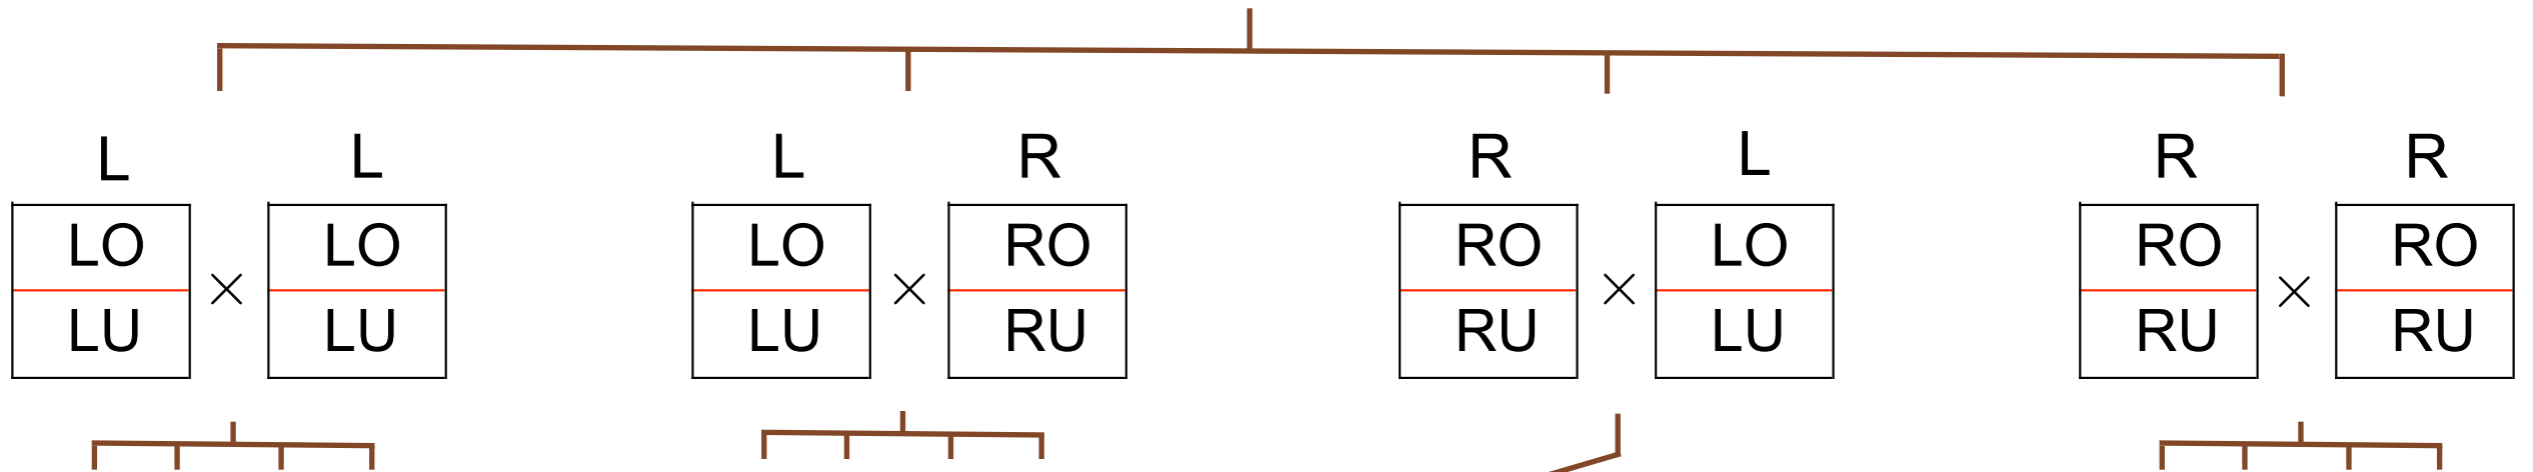 L L L R R L R R
LO × LO LO × RO RO × LO RO × RO
LU LU LU RU RU LU RU RU